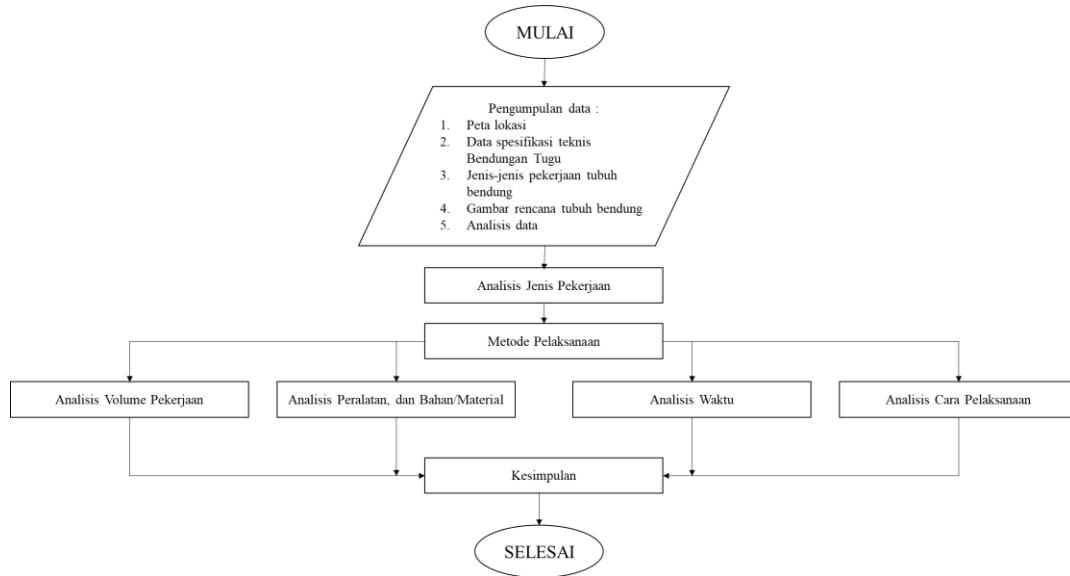 MULAI
Pengumpulan data :
1. Peta lokasi
2. Data spesifikasi teknis
Bendungan Tugu
3. Jenis-jenis pekerjaan tubuh
bendung
4. Gambar rencana tubuh bendung
5. Analisis data
Analisis Jenis Pekerjaan
Metode Pelaksanaan
Analisis Volume Pekerjaan
Analisis Peralatan, dan Bahan/Material
Analisis Waktu
Analisis Cara Pelaksanaan
Kesimpulan
SELESAI